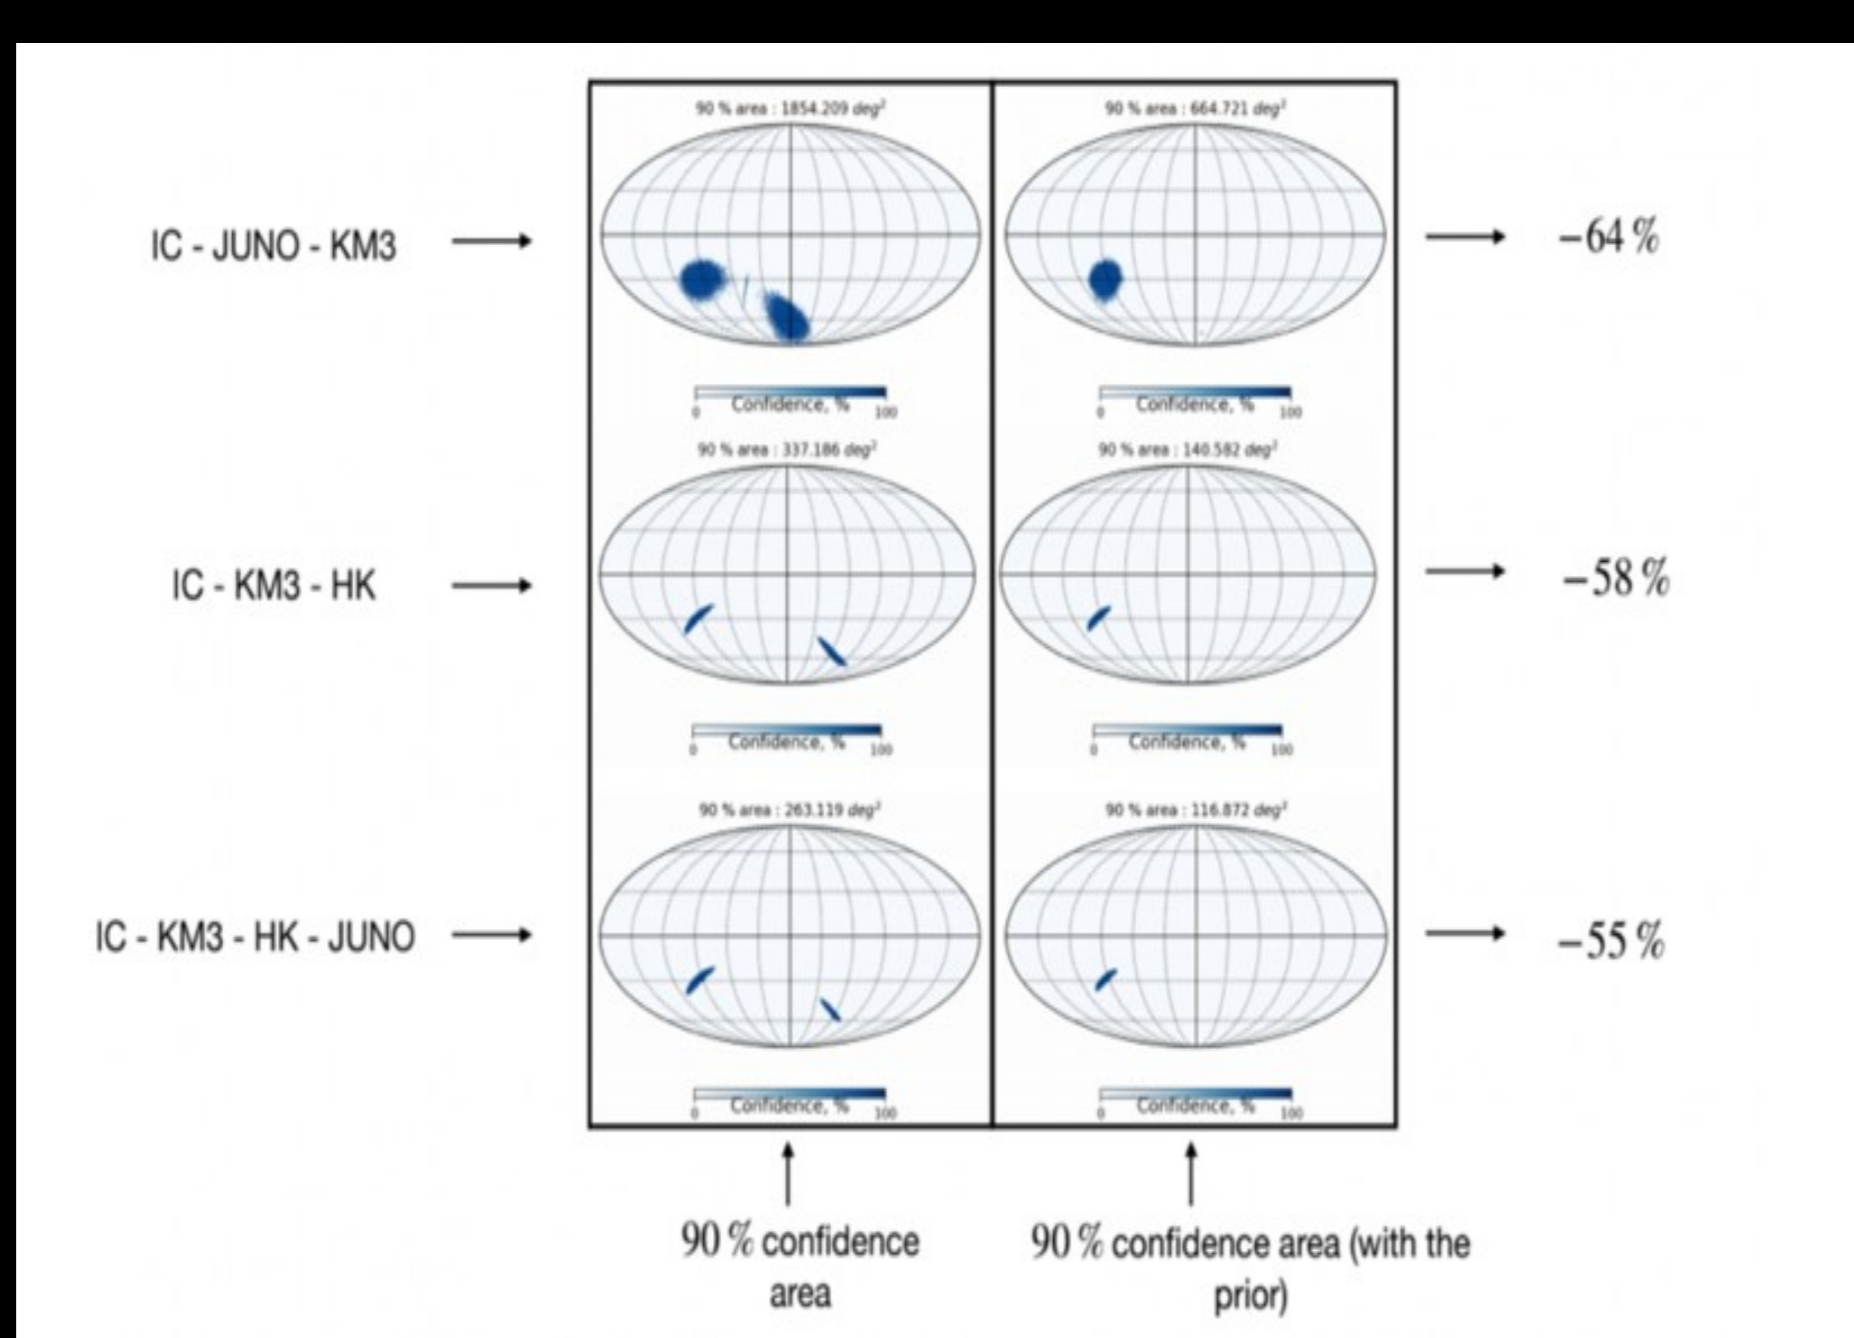 90 % area : 1854.209 deg²
90 % area : 664.721 deg²
IC - JUNO - KM3
−64 %
Confidence, %
0
100
Confidence, %
0
100
90 % area : 337.186 deg²
90 % area : 140.582 deg²
IC - KM3 - HK
−58 %
Confidence, %
0
100
Confidence, %
0
100
90 % area : 263.119 deg²
90 % area : 116.872 deg²
IC - KM3 - HK - JUNO
−55 %
Confidence, %
0
100
Confidence, %
0
100
90 % confidence
area
90 % confidence area (with the
prior)